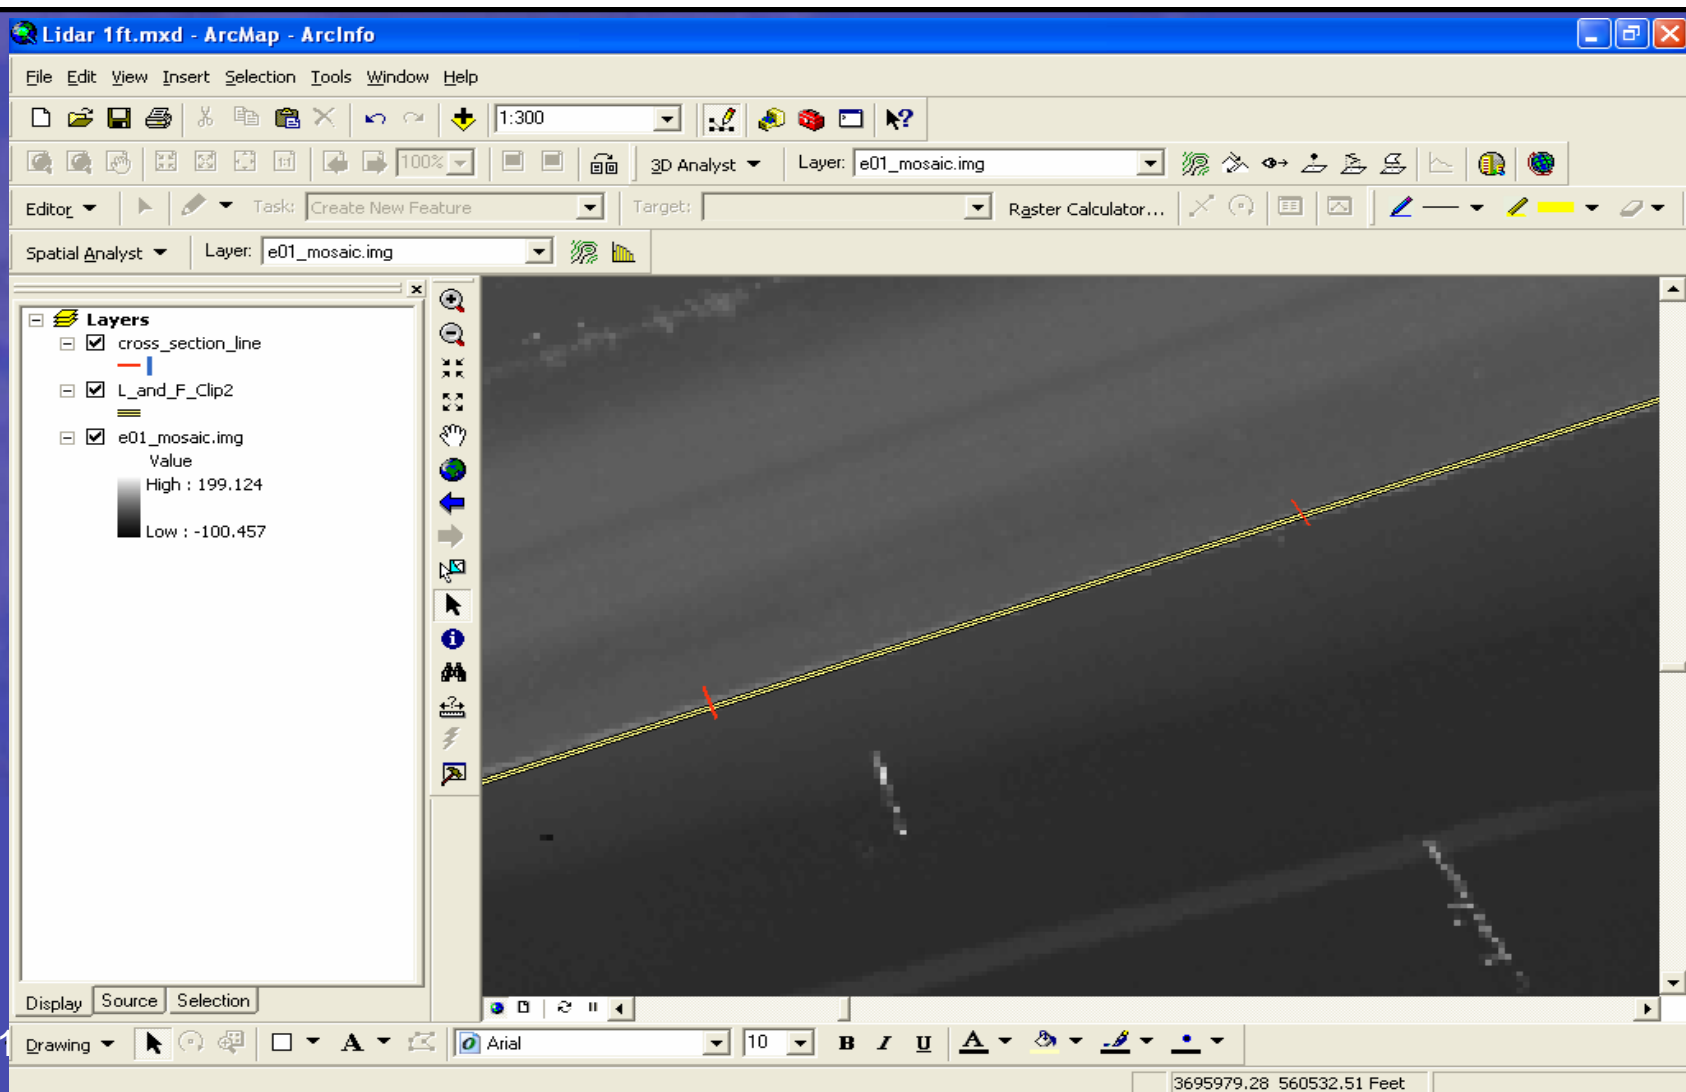 Lidar 1ft.mxd - ArcMap - ArcInfo
File Edit View Insert Selection Tools Window Help
1:300
100% 3D Analyst Layer: e01_mosaic.img
Editor Task: Create New Feature Target: Raster Calculator...
Spatial Analyst Layer: e01_mosaic.img
Layers
cross_section_line
L_and_F_Clip2
e01_mosaic.img
Value
High : 199.124
Low : -100.457
Display Source Selection
Drawing A Arial 10 B I U A
3695979.28 560532.51 Feet